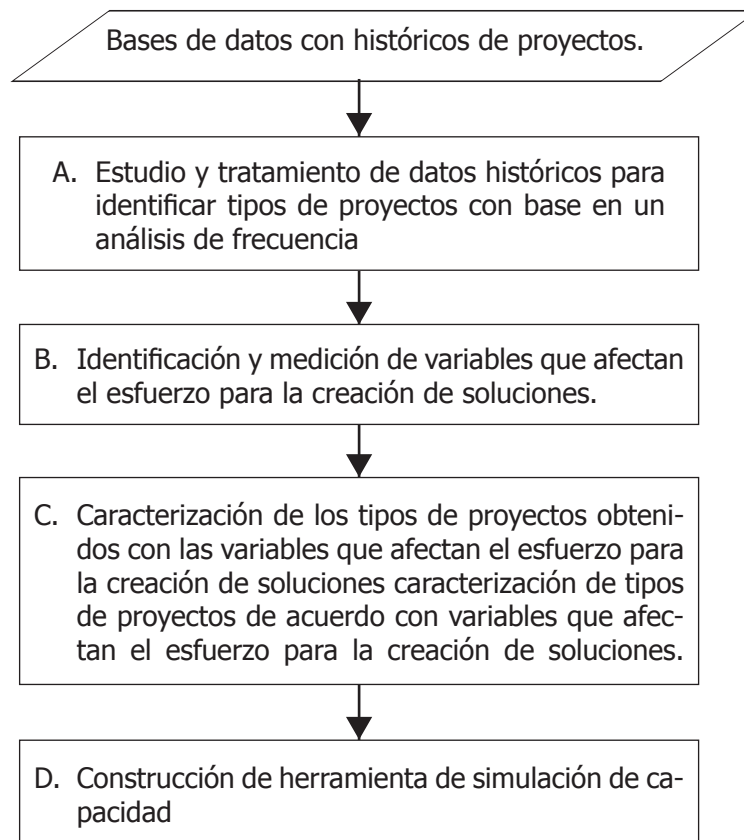 Bases de datos con históricos de proyectos.
A. Estudio y tratamiento de datos históricos para
identificar tipos de proyectos con base en un
análisis de frecuencia
B. Identificación y medición de variables que afectan
el esfuerzo para la creación de soluciones.
C. Caracterización de los tipos de proyectos obteni-
dos con las variables que afectan el esfuerzo para
la creación de soluciones caracterización de tipos
de proyectos de acuerdo con variables que afec-
tan el esfuerzo para la creación de soluciones.
D. Construcción de herramienta de simulación de ca-
pacidad